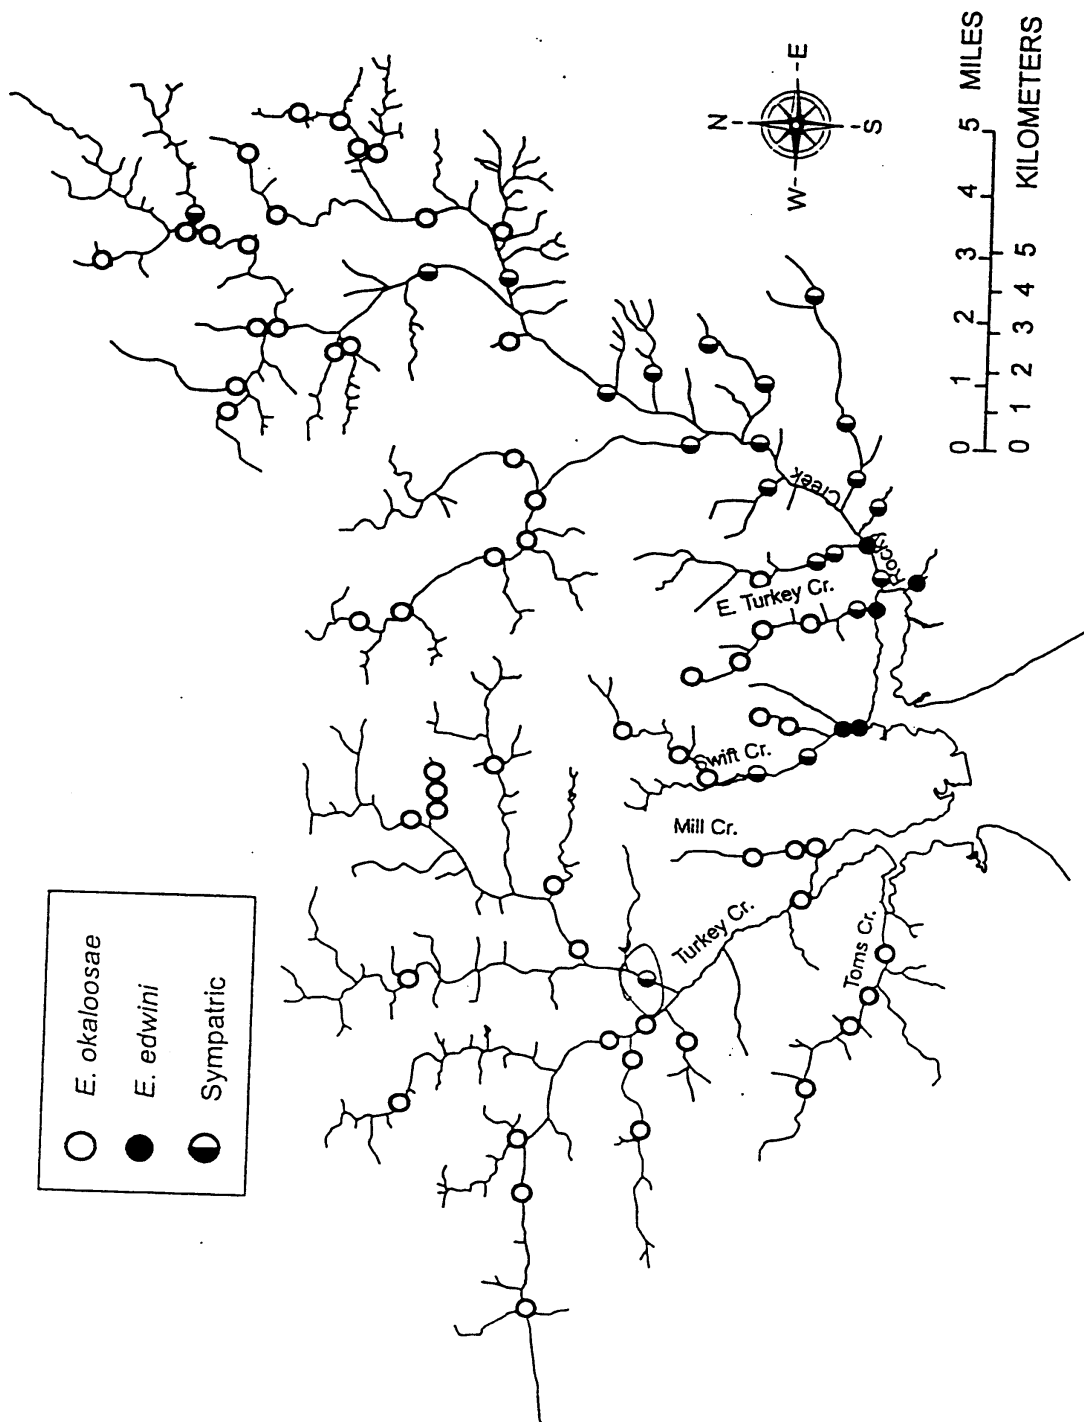 E. okaloosae
E. edwini
Sympatric
N
W
E
S
MILES
0 1 2 3 4 5
0 1 2 3 4 5
KILOMETERS
Rocky
Creek
E. Turkey Cr.
Swift Cr.
Mill Cr.
Turkey Cr.
Toms Cr.